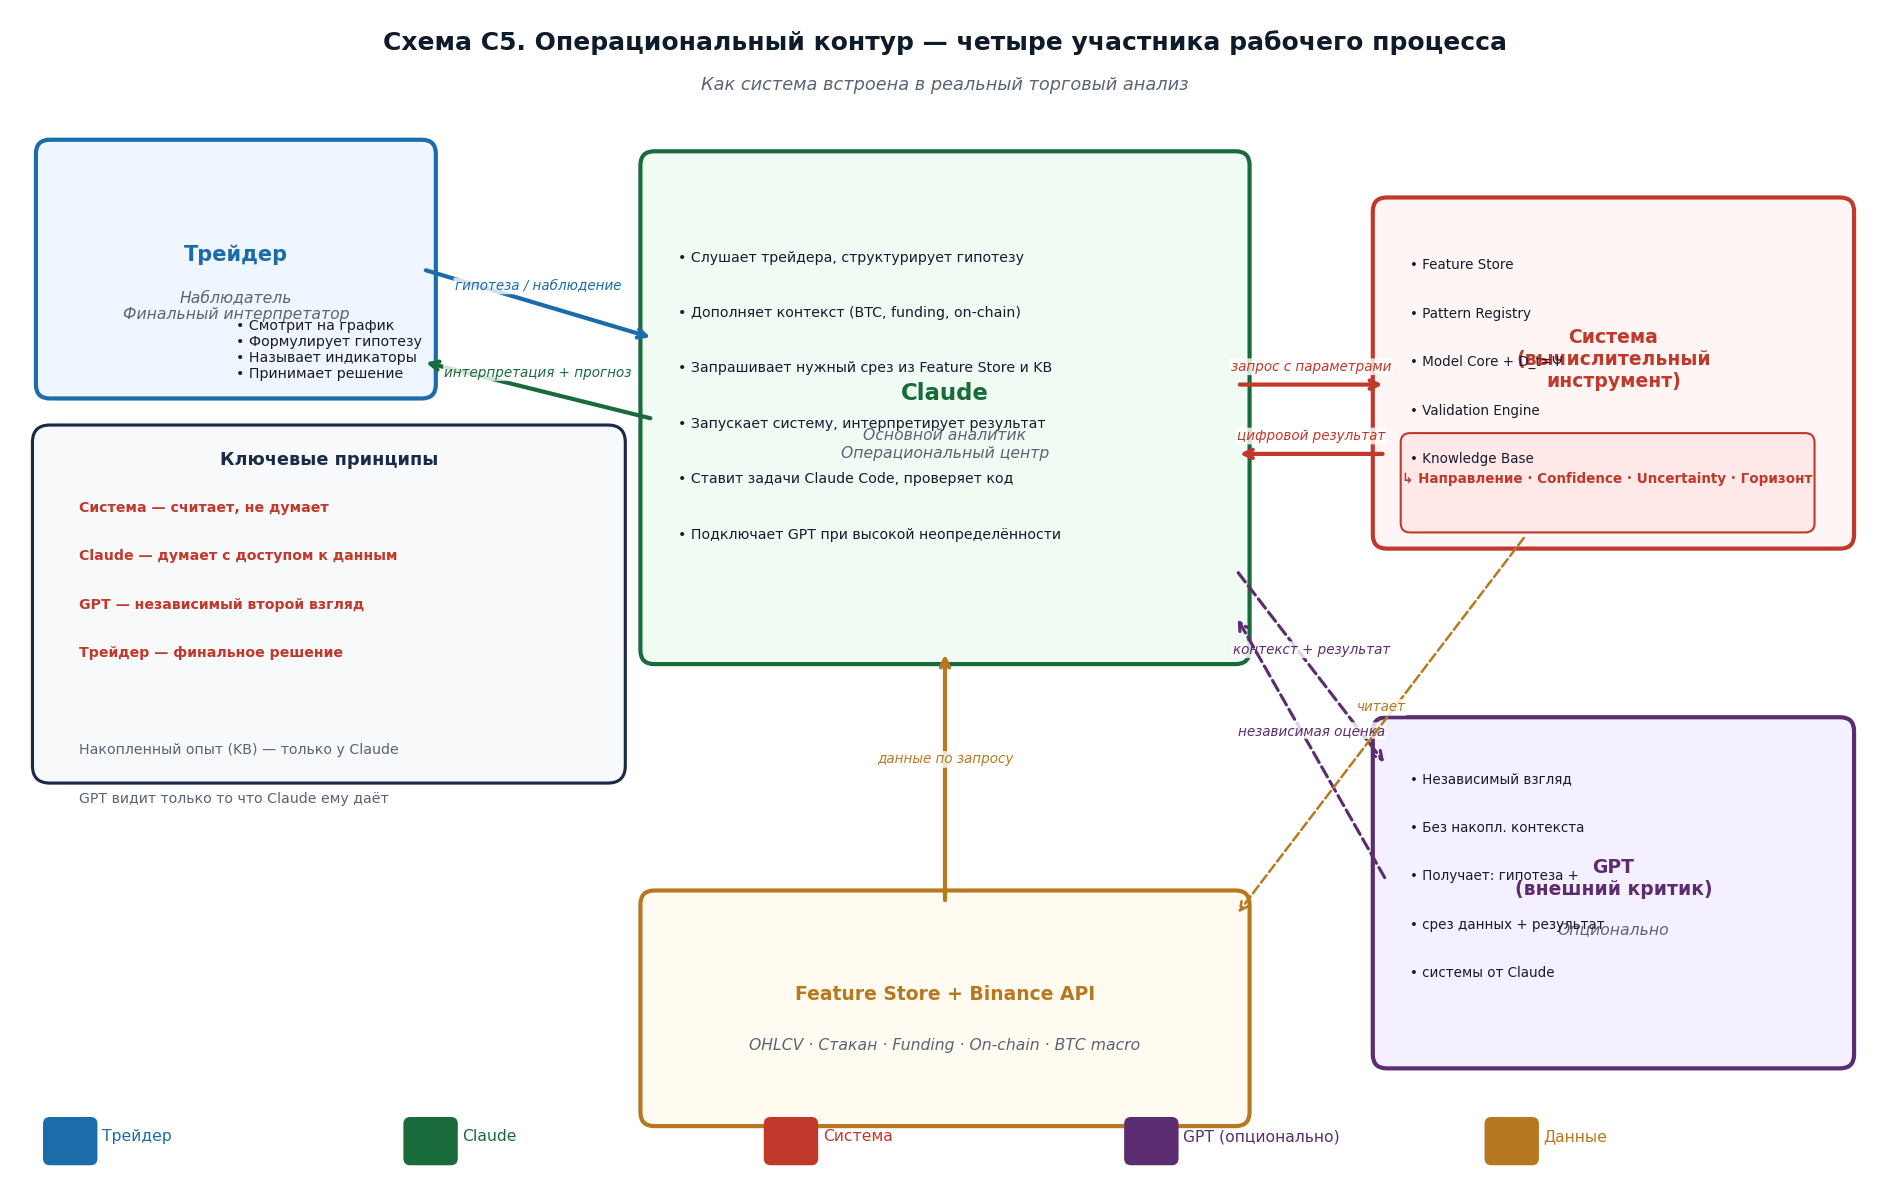 Схема С5. Операциональный контур — четыре участника рабочего процесса
Как система встроена в реальный торговый анализ
Трейдер
Наблюдатель
Финальный интерпретатор
• Смотрит на график
• Формулирует гипотезу
• Называет индикаторы
• Принимает решение
гипотеза / наблюдение
интерпретация + прогноз
Ключевые принципы
Система — считает, не думает
Claude — думает с доступом к данным
GPT — независимый второй взгляд
Трейдер — финальное решение
Накопленный опыт (KB) — только у Claude
GPT видит только то что Claude ему даёт
• Слушает трейдера, структурирует гипотезу
• Дополняет контекст (BTC, funding, on-chain)
• Запрашивает нужный срез из Feature Store и KB
Claude
• Запускает систему, интерпретирует результат
Основной аналитик
Операциональный центр
• Ставит задачи Claude Code, проверяет код
• Подключает GPT при высокой неопределённости
запрос с параметрами
цифровой результат
• Feature Store
• Pattern Registry
Система
(вычислительный
инструмент)
• Model Core + D_t=Ψ
• Validation Engine
• Knowledge Base
↳ Направление · Confidence · Uncertainty · Горизонт
контекст + результат
читает
независимая оценка
данные по запросу
• Независимый взгляд
• Без накопл. контекста
GPT
(внешний критик)
• Получает: гипотеза +
• срез данных + результат
Опционально
• системы от Claude
Feature Store + Binance API
OHLCV · Стакан · Funding · On-chain · BTC macro
Трейдер
Claude
Система
GPT (опционально)
Данные